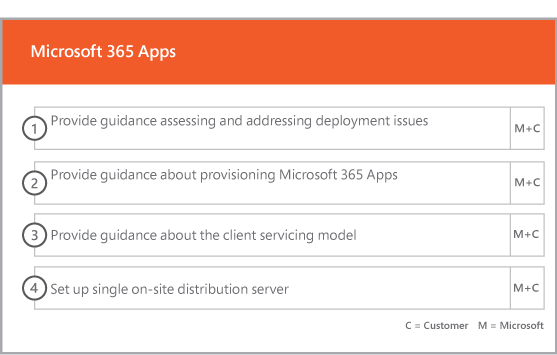 Microsoft 365 Apps
1 Provide guidance assessing and addressing deployment issues M+C
2 Provide guidance about provisioning Microsoft 365 Apps M+C
3 Provide guidance about the client servicing model M+C
4 Set up single on-site distribution server M+C
C = Customer M = Microsoft